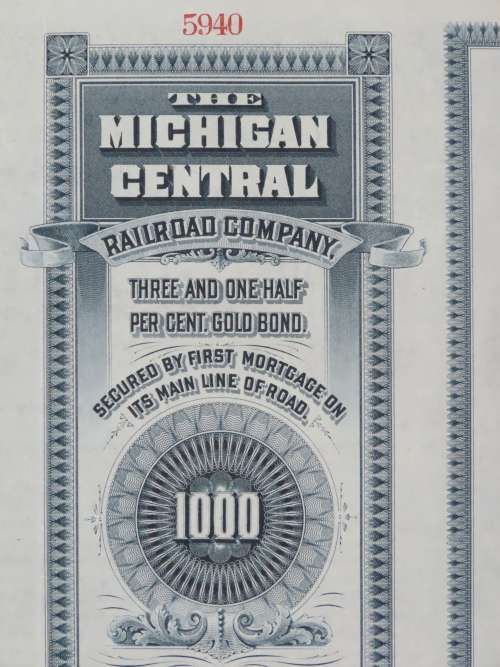 5940
THE
MICHIGAN
CENTRAL
RAILROAD COMPANY.
THREE AND ONE HALF
PER CENT. GOLD BOND.
SECURED BY FIRST MORTGAGE ON
ITS MAIN LINE OF ROAD.
1000